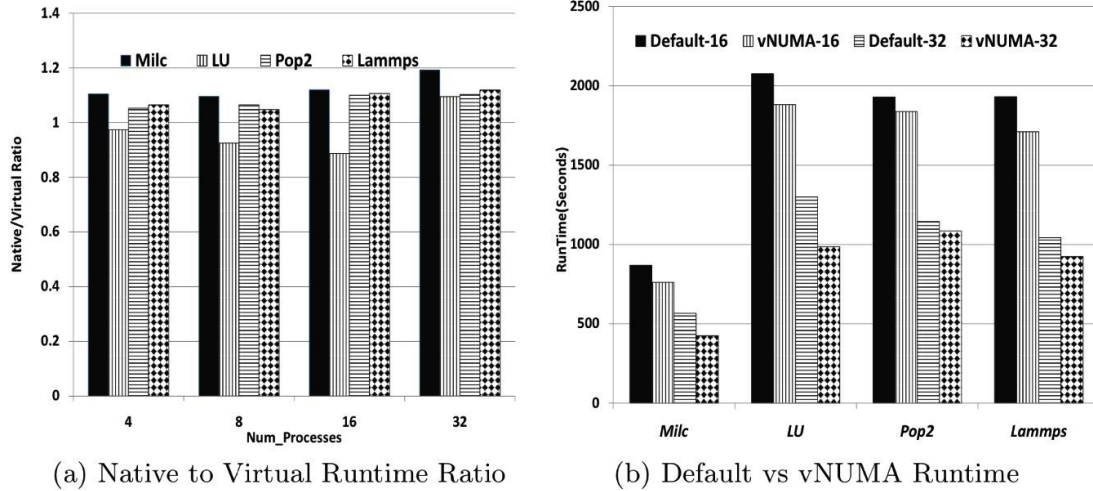 1.4
1.2
1
0.8
0.6
0.4
0.2
0
Native/Virtual Ratio
Milc LU Pop2 Lammps
4 8 16 32
Num_Processes
(a) Native to Virtual Runtime Ratio
2500
2000
1500
1000
500
0
RunTime(Seconds)
Default-16 vNUMA-16 Default-32 vNUMA-32
Milc LU Pop2 Lammps
(b) Default vs vNUMA Runtime